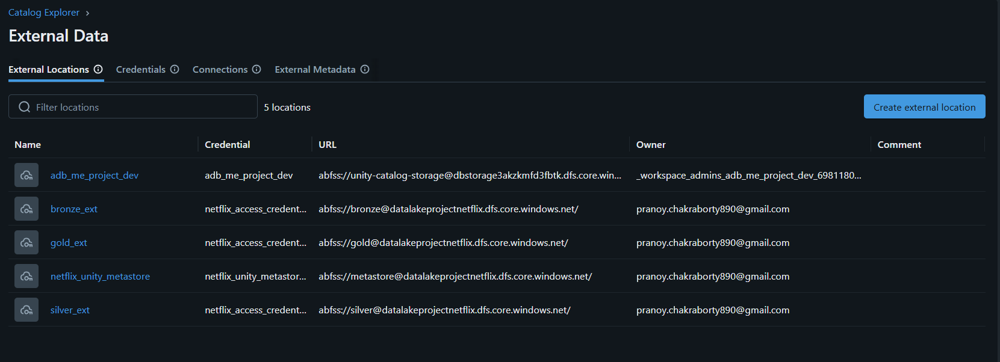 Catalog Explorer ›
External Data
External Locations Credentials Connections External Metadata
Filter locations 5 locations Create external location
Name Credential URL Owner Comment
adb_me_project_dev adb_me_project_dev abfss://unity-catalog-storage@dbstorage3akzkmfd3fbtk.dfs.core.win... _workspace_admins_adb_me_project_dev_6981180...
bronze_ext netflix_access_credent... abfss://bronze@datalakeprojectnetflix.dfs.core.windows.net/ pranoy.chakraborty890@gmail.com
gold_ext netflix_access_credent... abfss://gold@datalakeprojectnetflix.dfs.core.windows.net/ pranoy.chakraborty890@gmail.com
netflix_unity_metastore netflix_unity_metastor... abfss://metastore@datalakeprojectnetflix.dfs.core.windows.net/ pranoy.chakraborty890@gmail.com
silver_ext netflix_access_credent... abfss://silver@datalakeprojectnetflix.dfs.core.windows.net/ pranoy.chakraborty890@gmail.com